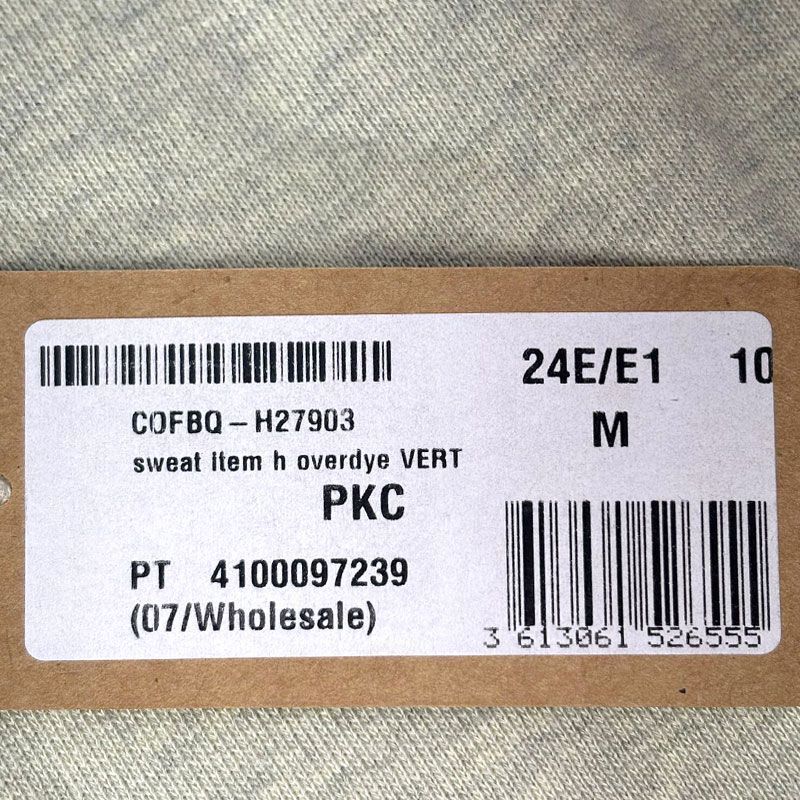 24E/E1 10
COFBQ-H27903
M
sweat item h overdye VERT
PKC
PT 4100097239
(07/Wholesale)
3 613061 526555